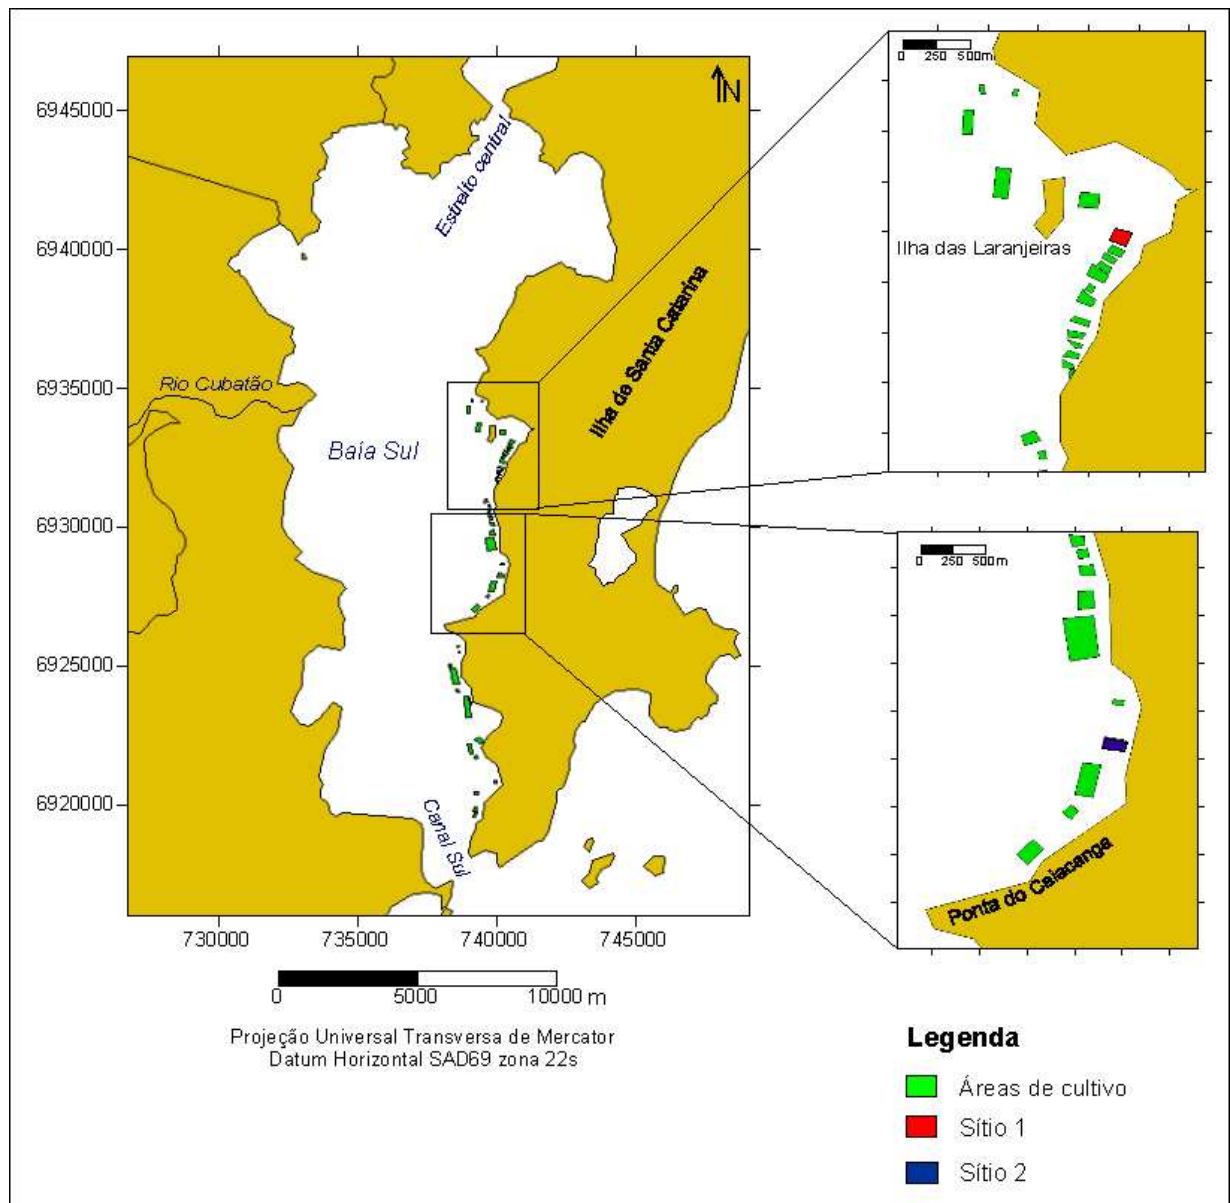 N
6945000
6940000
6935000
6930000
6925000
6920000
730000
735000
740000
745000
Estreito central
Ilha de Santa Catarina
Rio Cubatão
Baía Sul
Canal Sul
0 5000 10000 m
Projeção Universal Transversa de Mercator
Datum Horizontal SAD69 zona 22s
0 250 500m
Ilha das Laranjeiras
0 250 500m
Ponta do Caiacanga
Legenda
Áreas de cultivo
Sítio 1
Sítio 2